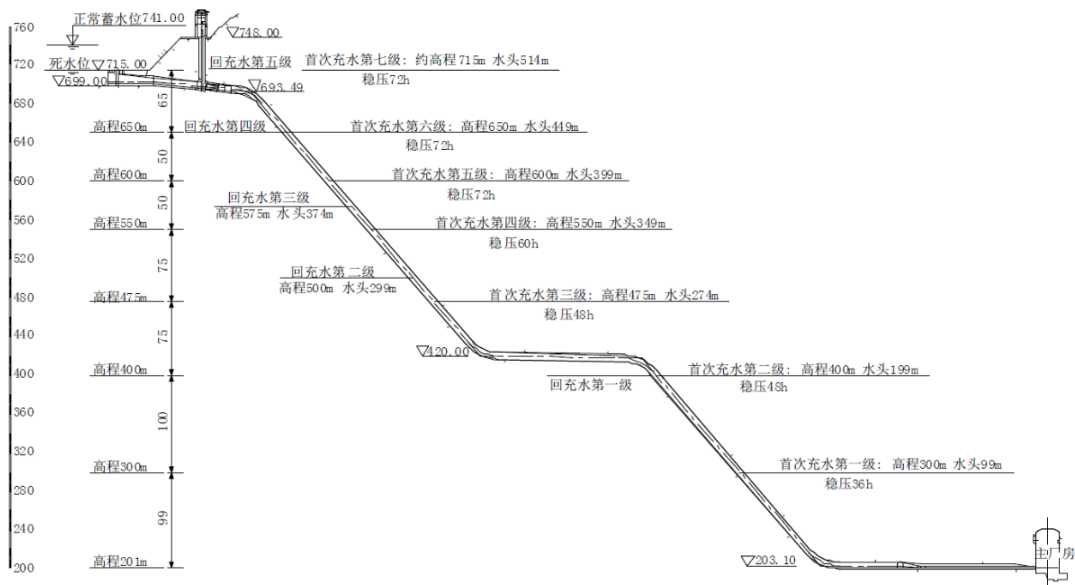 760
正常蓄水位741.00
748.00
720
死水位
715.00
回充水第五级
首次充水第七级: 约高程715m 水头514m
稳压72h
699.00
693.49
680
65
高程650m
回充水第四级
首次充水第六级: 高程650m 水头449m
稳压72h
640
50
600
高程600m
首次充水第五级: 高程600m 水头399m
稳压72h
50
回充水第三级
高程575m 水头374m
560
高程550m
首次充水第四级: 高程550m 水头349m
稳压60h
520
75
回充水第二级
高程500m 水头299m
480
高程475m
首次充水第三级: 高程475m 水头274m
稳压48h
440
75
420.00
400
高程400m
回充水第一级
首次充水第二级: 高程400m 水头199m
稳压48h
360
100
320
高程300m
首次充水第一级: 高程300m 水头99m
稳压36h
280
99
240
高程201m
203.10
主厂房
200